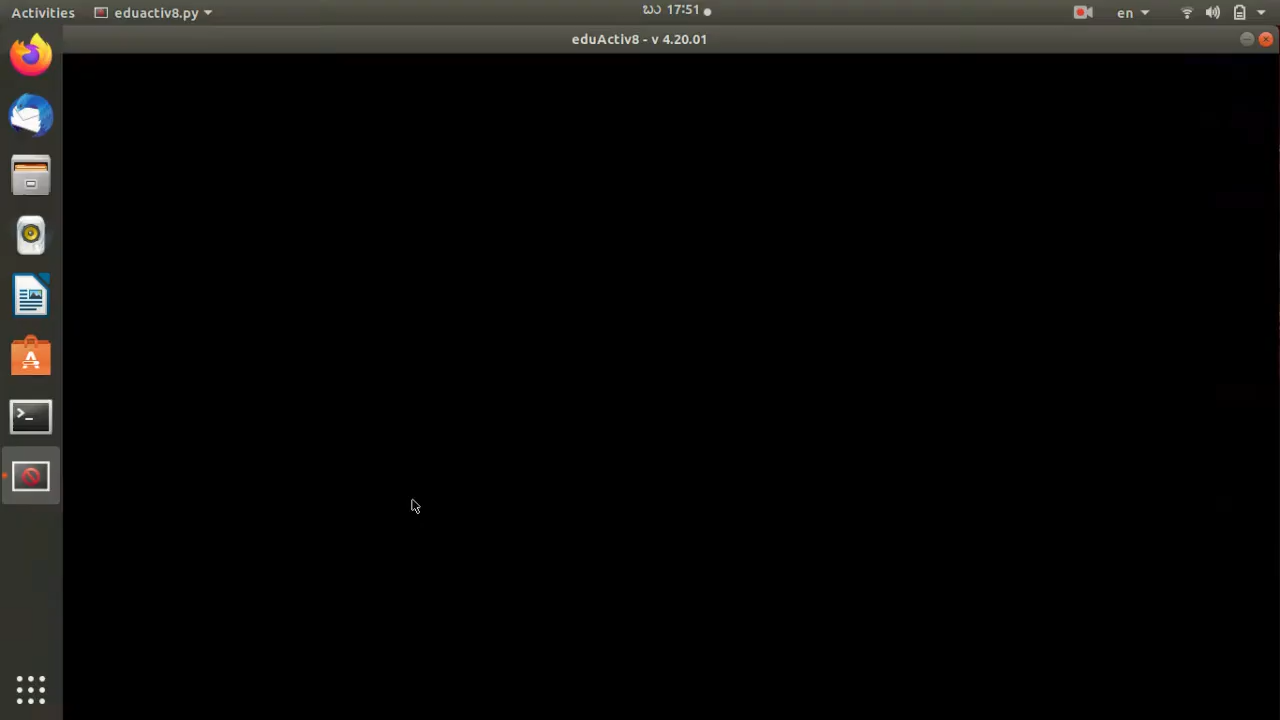 Activities
eduactiv8.py
17:51
en
eduActiv8 - v 4.20.01